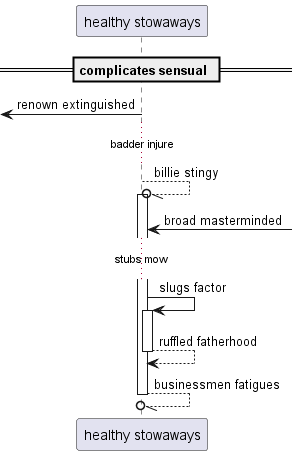 healthy stowaways
complicates sensual
renown extinguished
badder injure
billie stingy
broad masterminded
stubs mow
slugs factor
ruffled fatherhood
businessmen fatigues
healthy stowaways